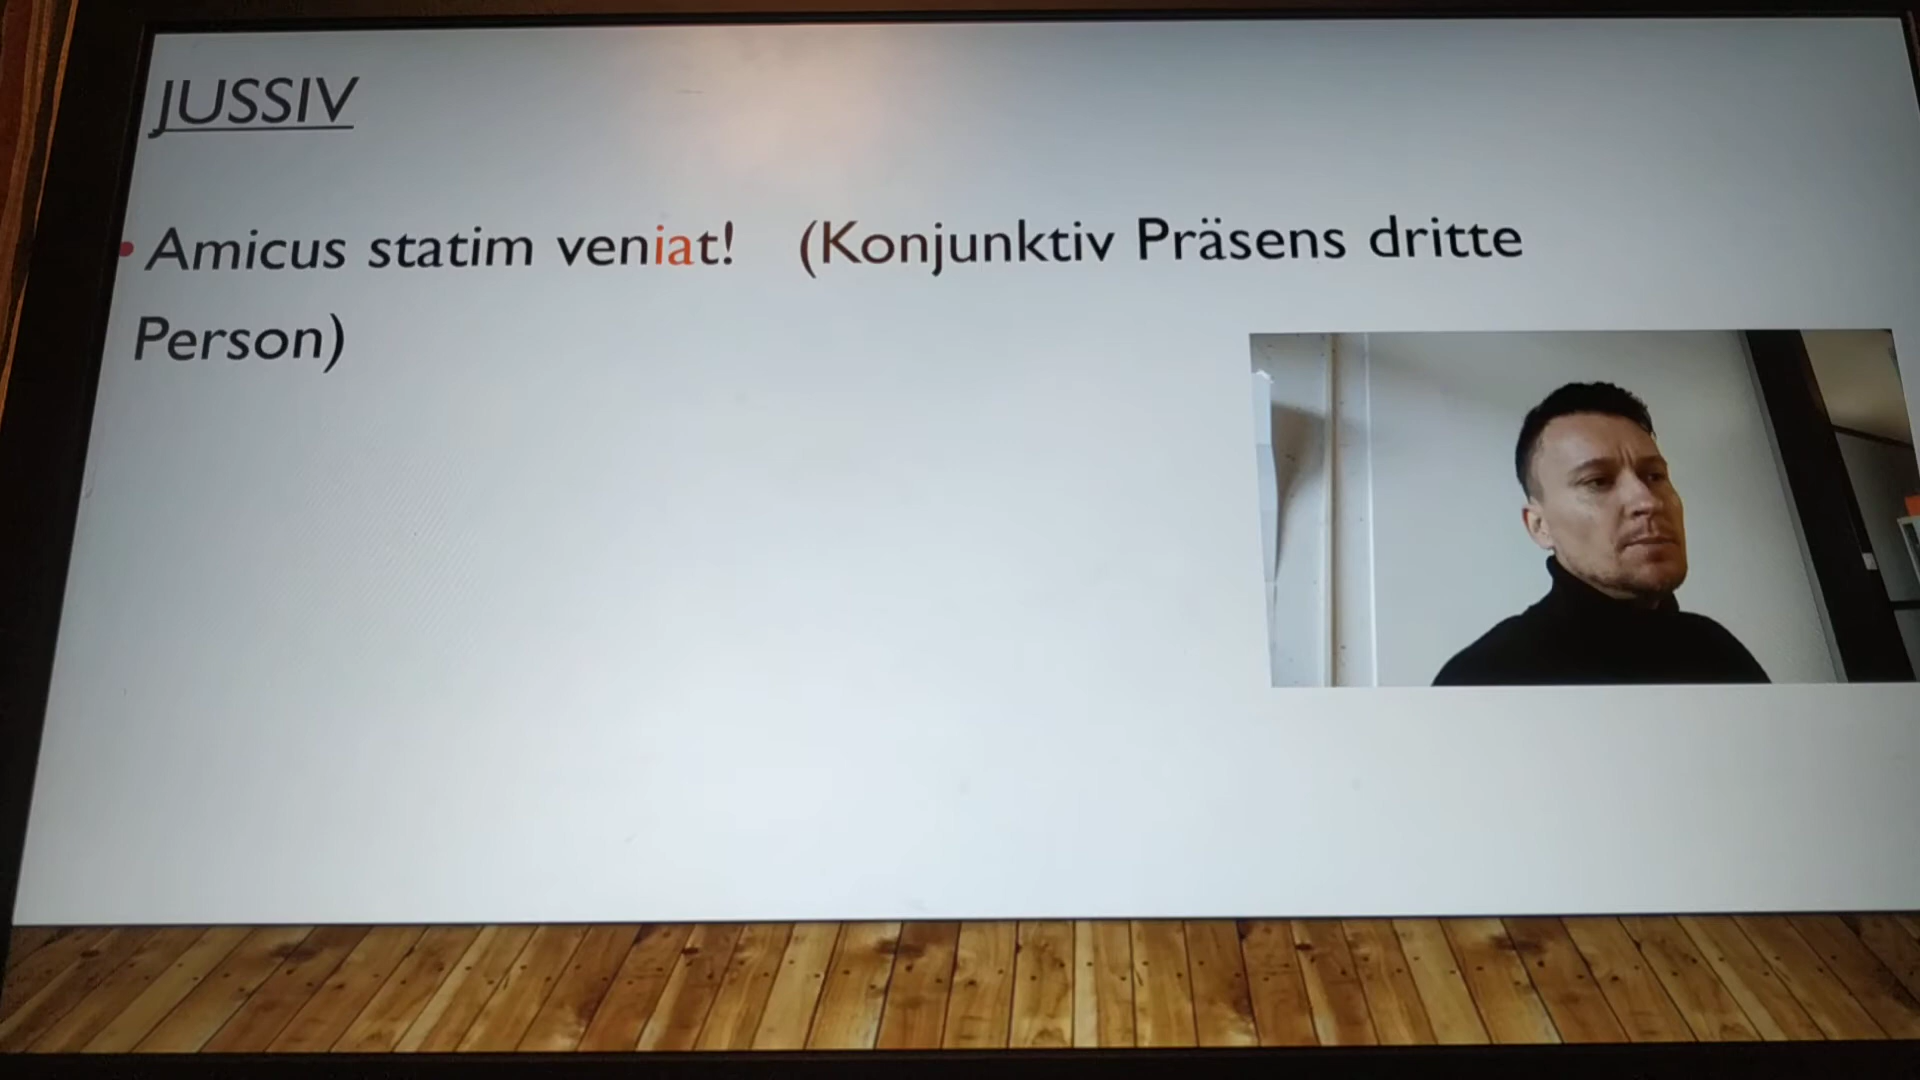 JUSSIV
• Amicus statim veniat! (Konjunktiv Präsens dritte
Person)